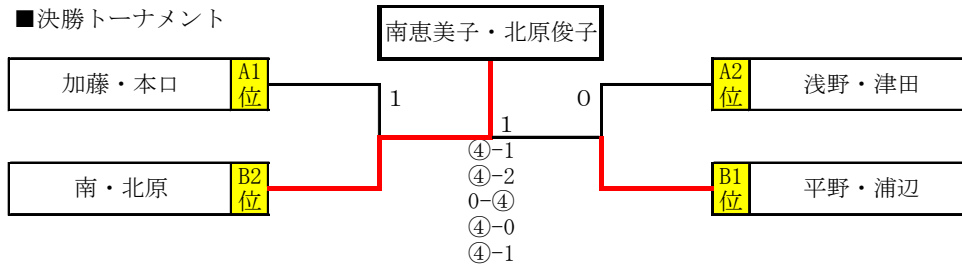 ■決勝トーナメント
南恵美子・北原俊子
加藤・本口
A1
位
A2
位
浅野・津田
1
0
1
④-1
④-2
0-④
④-0
④-1
南・北原
B2
位
B1
位
平野・浦辺